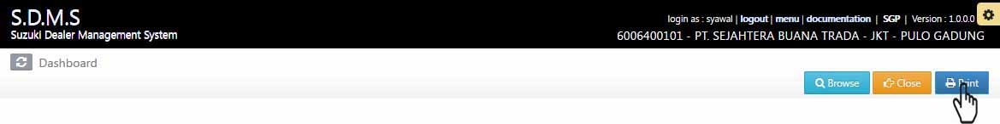 S.D.M.S
Suzuki Dealer Management System
login as : syawal | logout | menu | documentation | SGP | Version : 1.0.0.0
6006400101 - PT. SEJAHTERA BUANA TRADA - JKT - PULO GADUNG
Dashboard
Browse Close Print